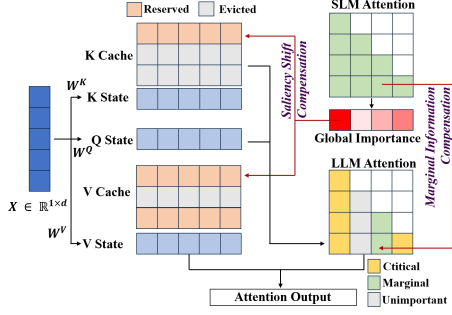 Reserved
Evicted
SLM Attention
K Cache
Saliency Shift
Compensation
Marginal Information
Compensation
W^K
K State
W^Q
Q State
Global Importance
LLM Attention
V Cache
X ∈ ℝ^{1×d}
W^V
V State
Ctitical
Marginal
Unimportant
Attention Output